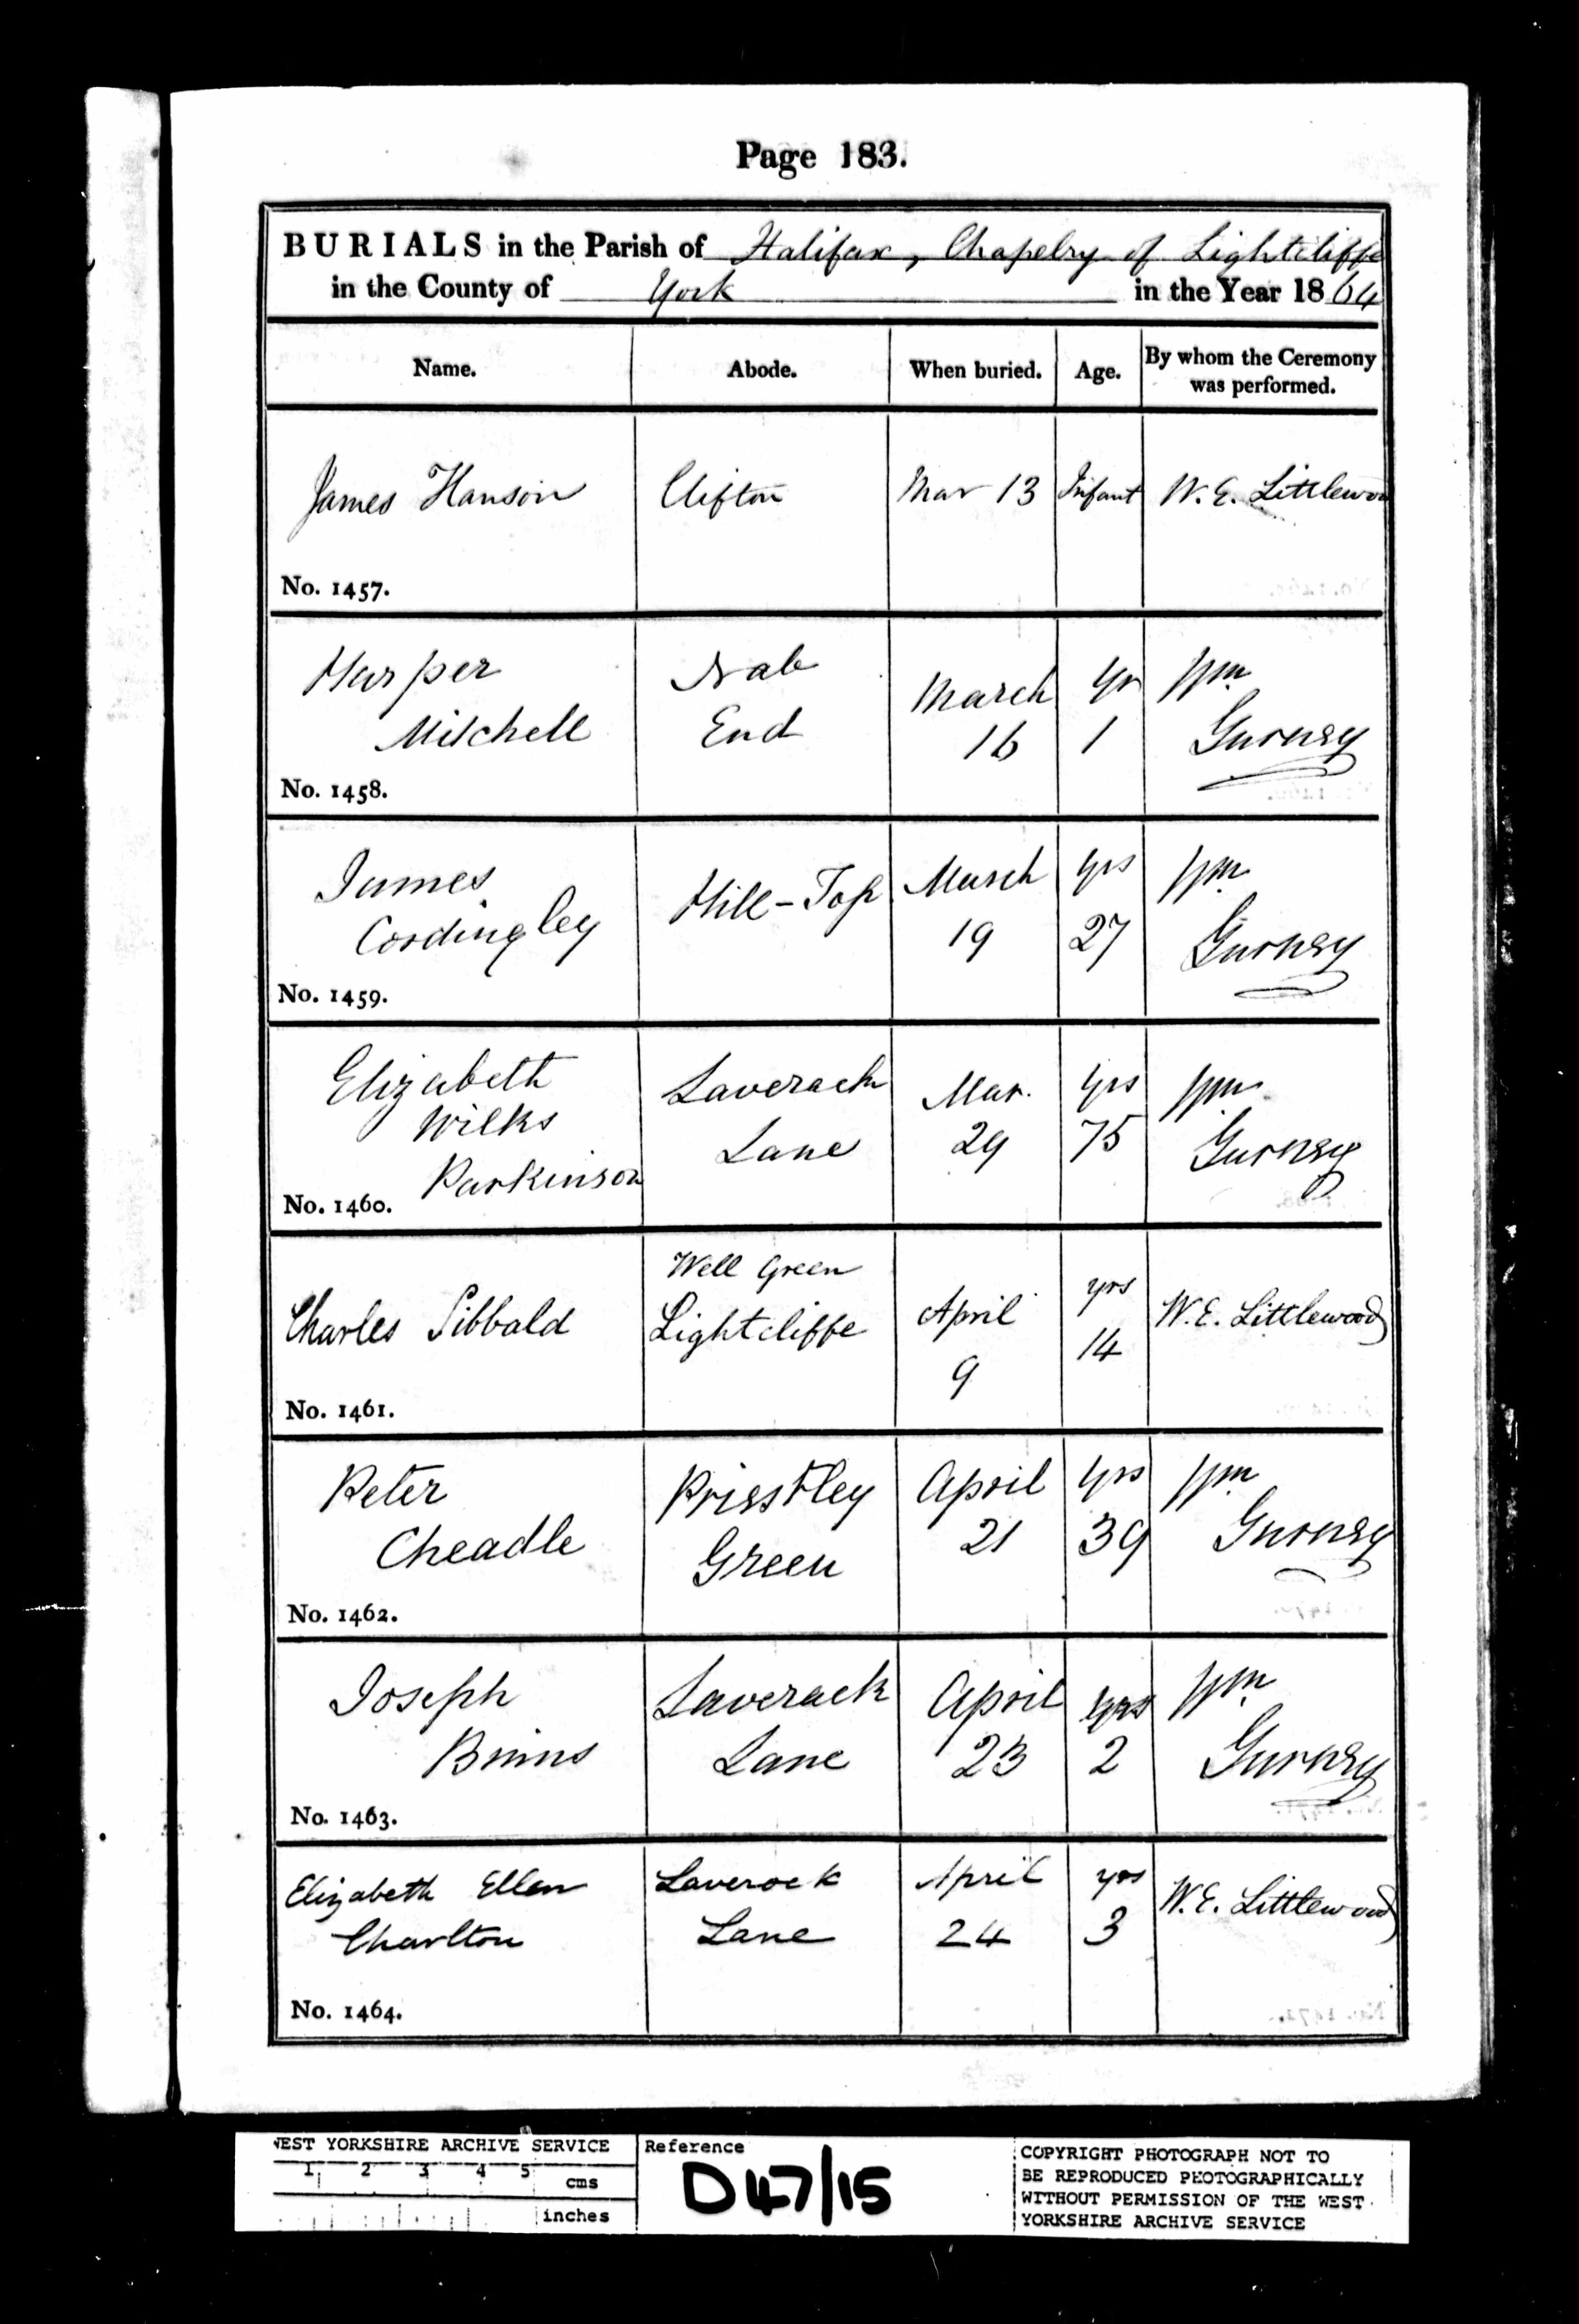 Page 183.
BURIALS in the Parish of Halifax, Chapelry of Lightcliffe
in the County of York in the Year 1864
Name. Abode. When buried. Age. By whom the Ceremony was performed.
James Hanson Clifton Mar 13 Infant W. E. Littlewoo
No. 1457.
Harper Nab March yr
Mitchell End 16 1 Gurney
No. 1458.
James Hill-Top March yrs
Cordingley 19 27 Gurney
No. 1459.
Elizabeth Laverack Mar. yrs
Wilks Lane 29 75 Gurney
Parkinson
No. 1460.
Well Green
Charles Sibbald Lightcliffe April yrs W. E. Littlewood
9 14
No. 1461.
Peter Priestley April yrs
Cheadle Green 21 39 Gurney
No. 1462.
Joseph Laverack April yrs
Binns Lane 23 2 Gurney
No. 1463.
Elizabeth Ellen Laverock April yrs W. E. Littlewood
Charlton Lane 24 3
No. 1464.
WEST YORKSHIRE ARCHIVE SERVICE
1 2 3 4 5 cms
inches
Reference
D47/15
COPYRIGHT PHOTOGRAPH NOT TO
BE REPRODUCED PHOTOGRAPHICALLY
WITHOUT PERMISSION OF THE WEST
YORKSHIRE ARCHIVE SERVICE